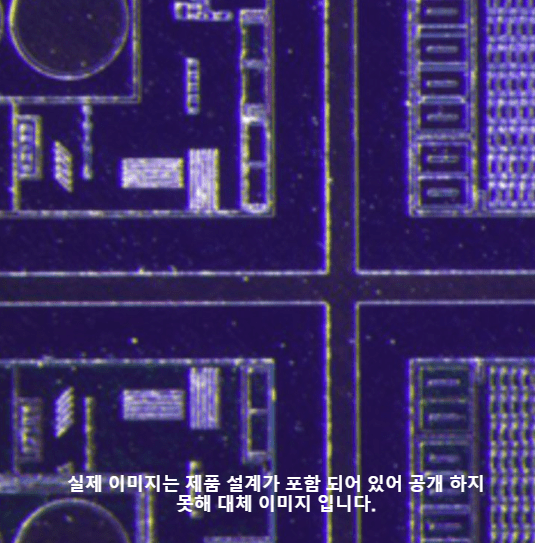 실제 이미지는 제품 설계가 포함 되어 있어 공개 하지
못해 대체 이미지 입니다.